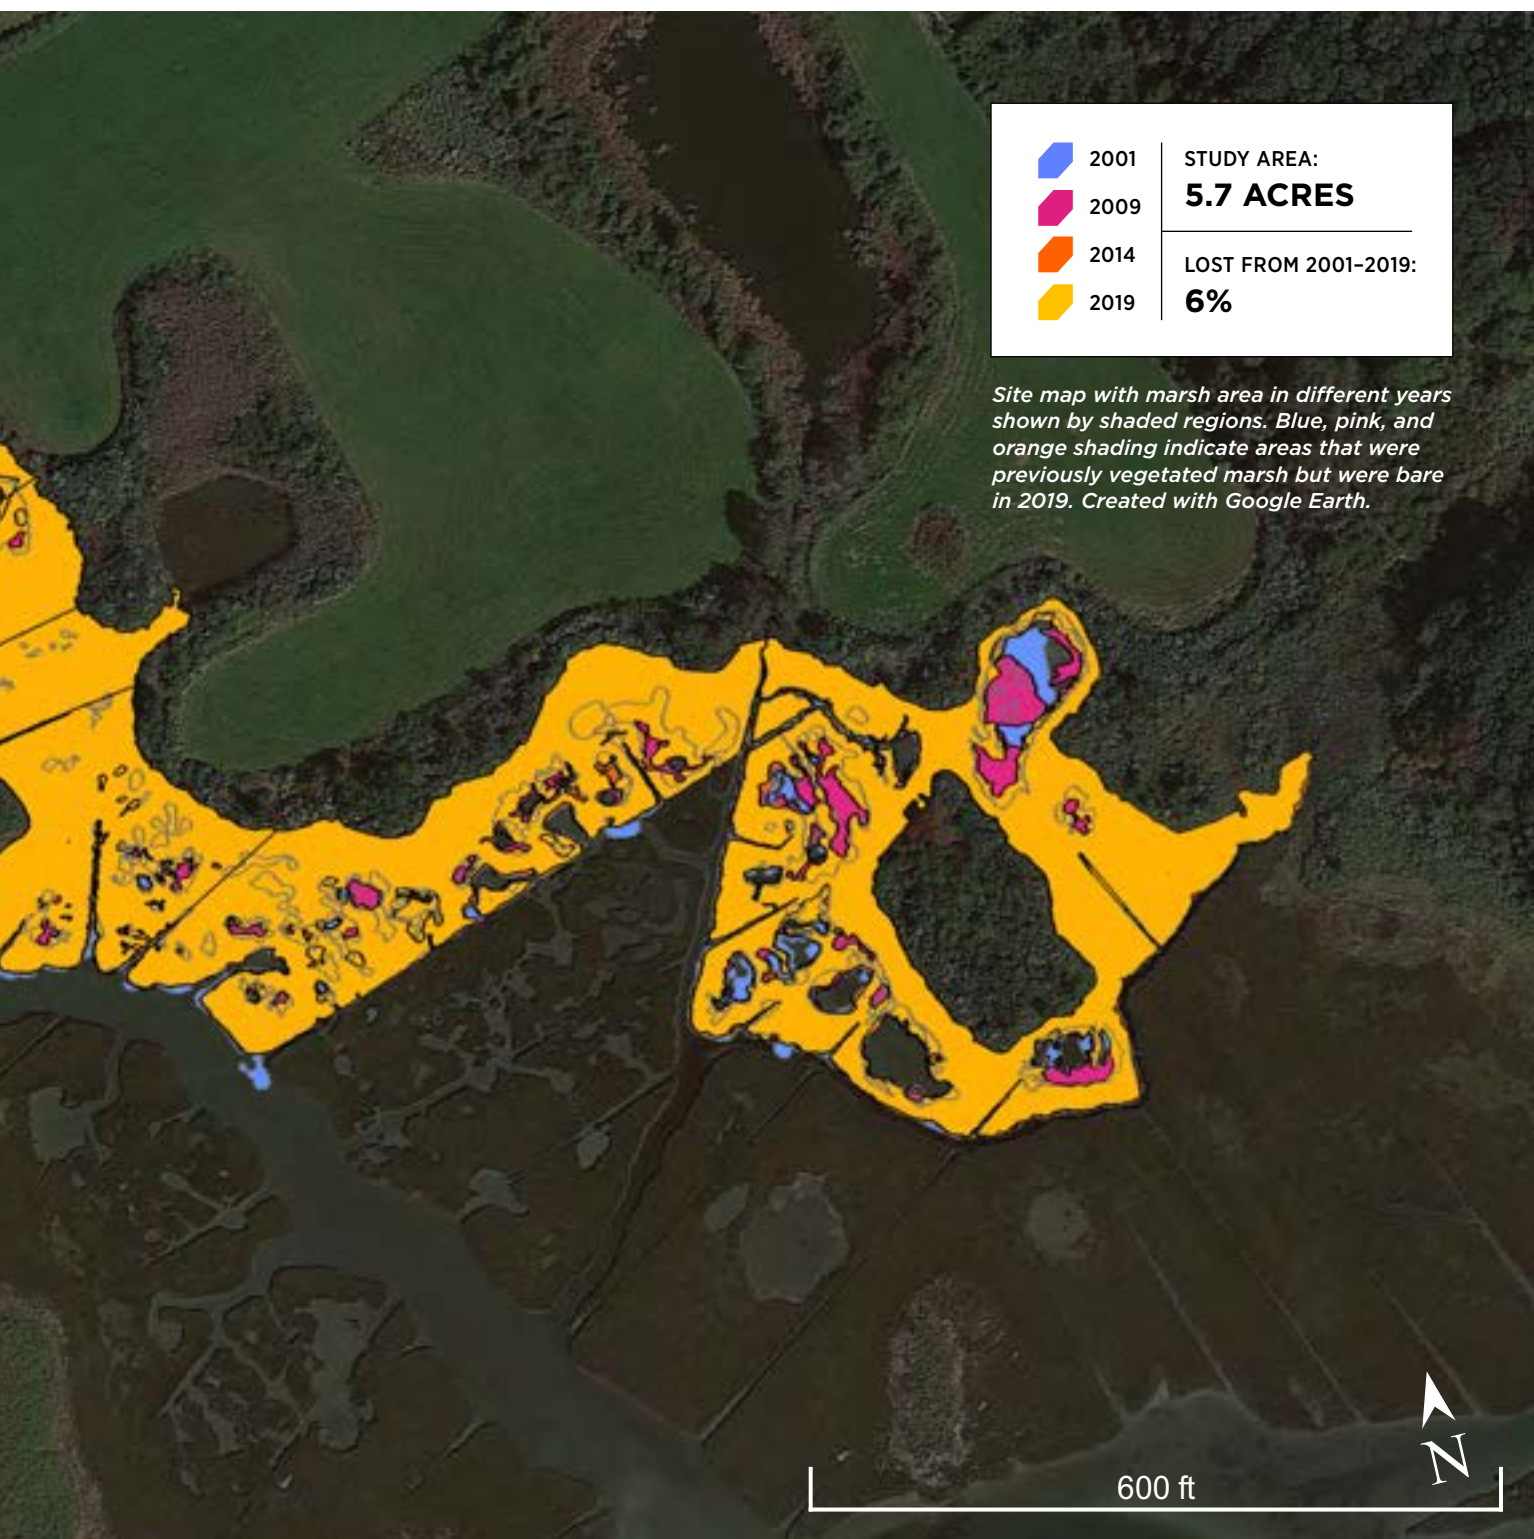 2001
2009
2014
2019
STUDY AREA:
5.7 ACRES
LOST FROM 2001–2019:
6%
Site map with marsh area in different years
shown by shaded regions. Blue, pink, and
orange shading indicate areas that were
previously vegetated marsh but were bare
in 2019. Created with Google Earth.
N
600 ft